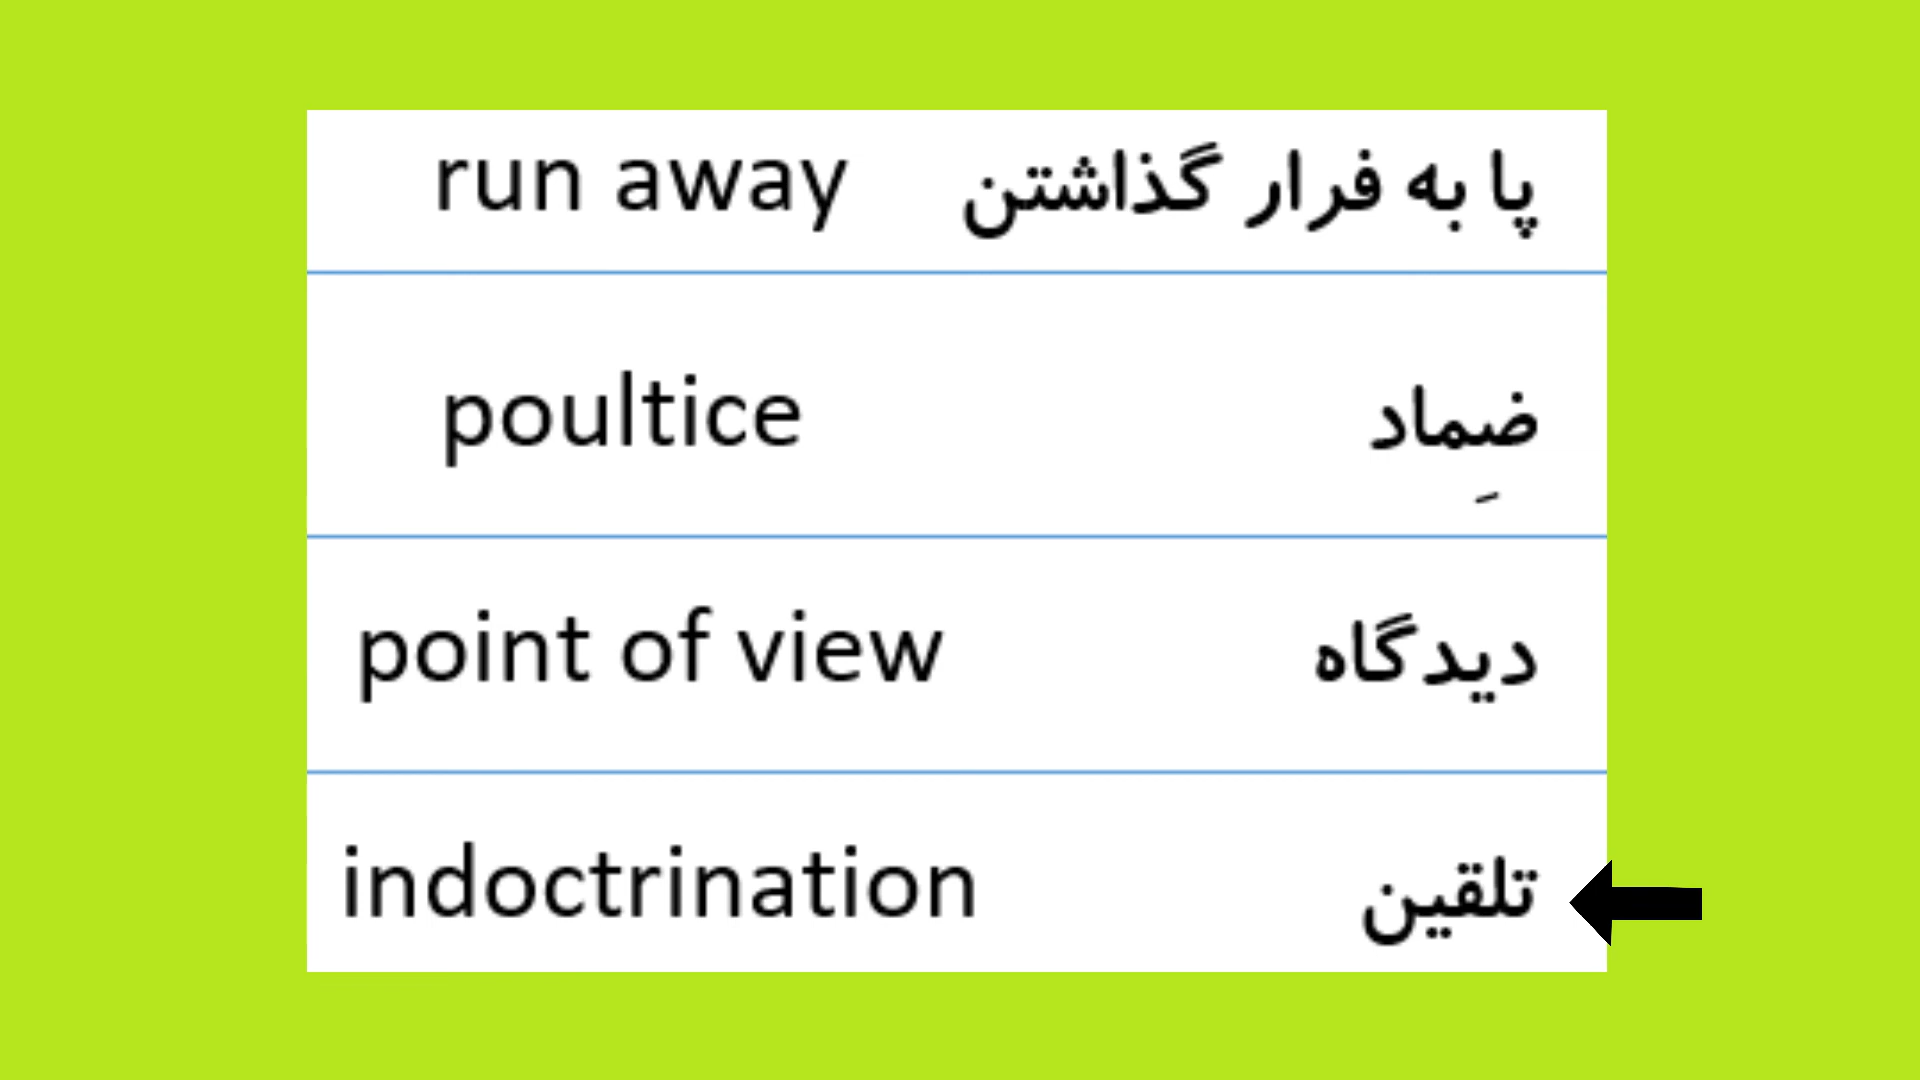 run away پا به فرار گذاشتن
poultice ضِماد
َ
point of view دیدگاه
indoctrination تلقین